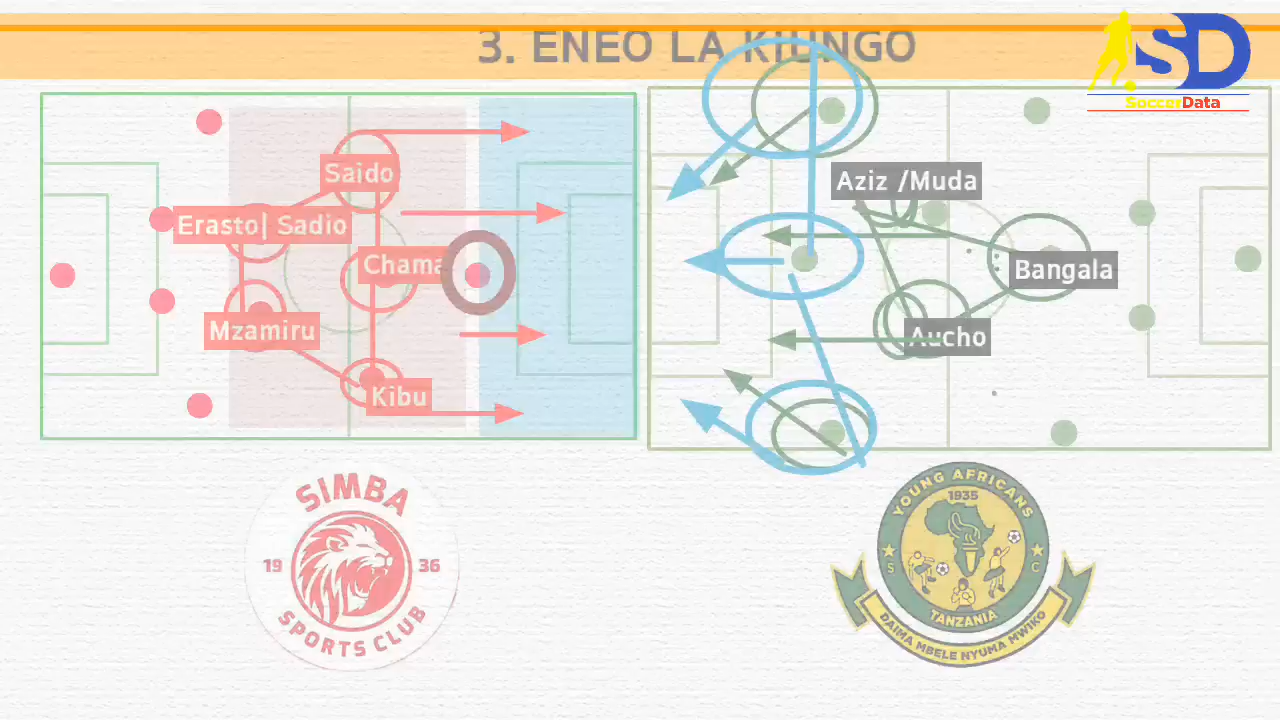 3. ENEO LA KIUNGO
SD
SoccerData
Saido
Erasto| Sadio
Chama
Mzamiru
Kibu
Aziz /Muda
Bangala
Aucho
SIMBA
19 36
SPORTS CLUB
YOUNG AFRICANS
1935
S C
TANZANIA
DAIMA MBELE NYUMA MWIKO